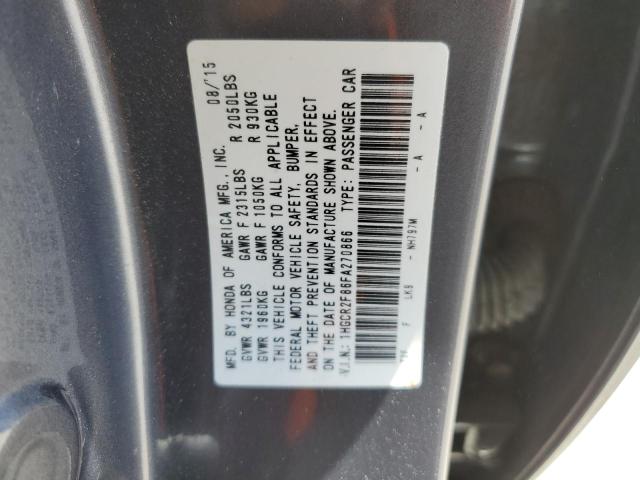 MFD. BY HONDA OF AMERICA MFG., INC. 08/'15
GVWR 4321LBS GAWR F 2315LBS R 2050LBS
GVWR 1960KG GAWR F 1050KG R 930KG
THIS VEHICLE CONFORMS TO ALL APPLICABLE
FEDERAL MOTOR VEHICLE SAFETY, BUMPER,
AND THEFT PREVENTION STANDARDS IN EFFECT
ON THE DATE OF MANUFACTURE SHOWN ABOVE.
V.I.N.: 1HGCR2F86FA270866 TYPE: PASSENGER CAR
F LK9 - NH797M - A - A